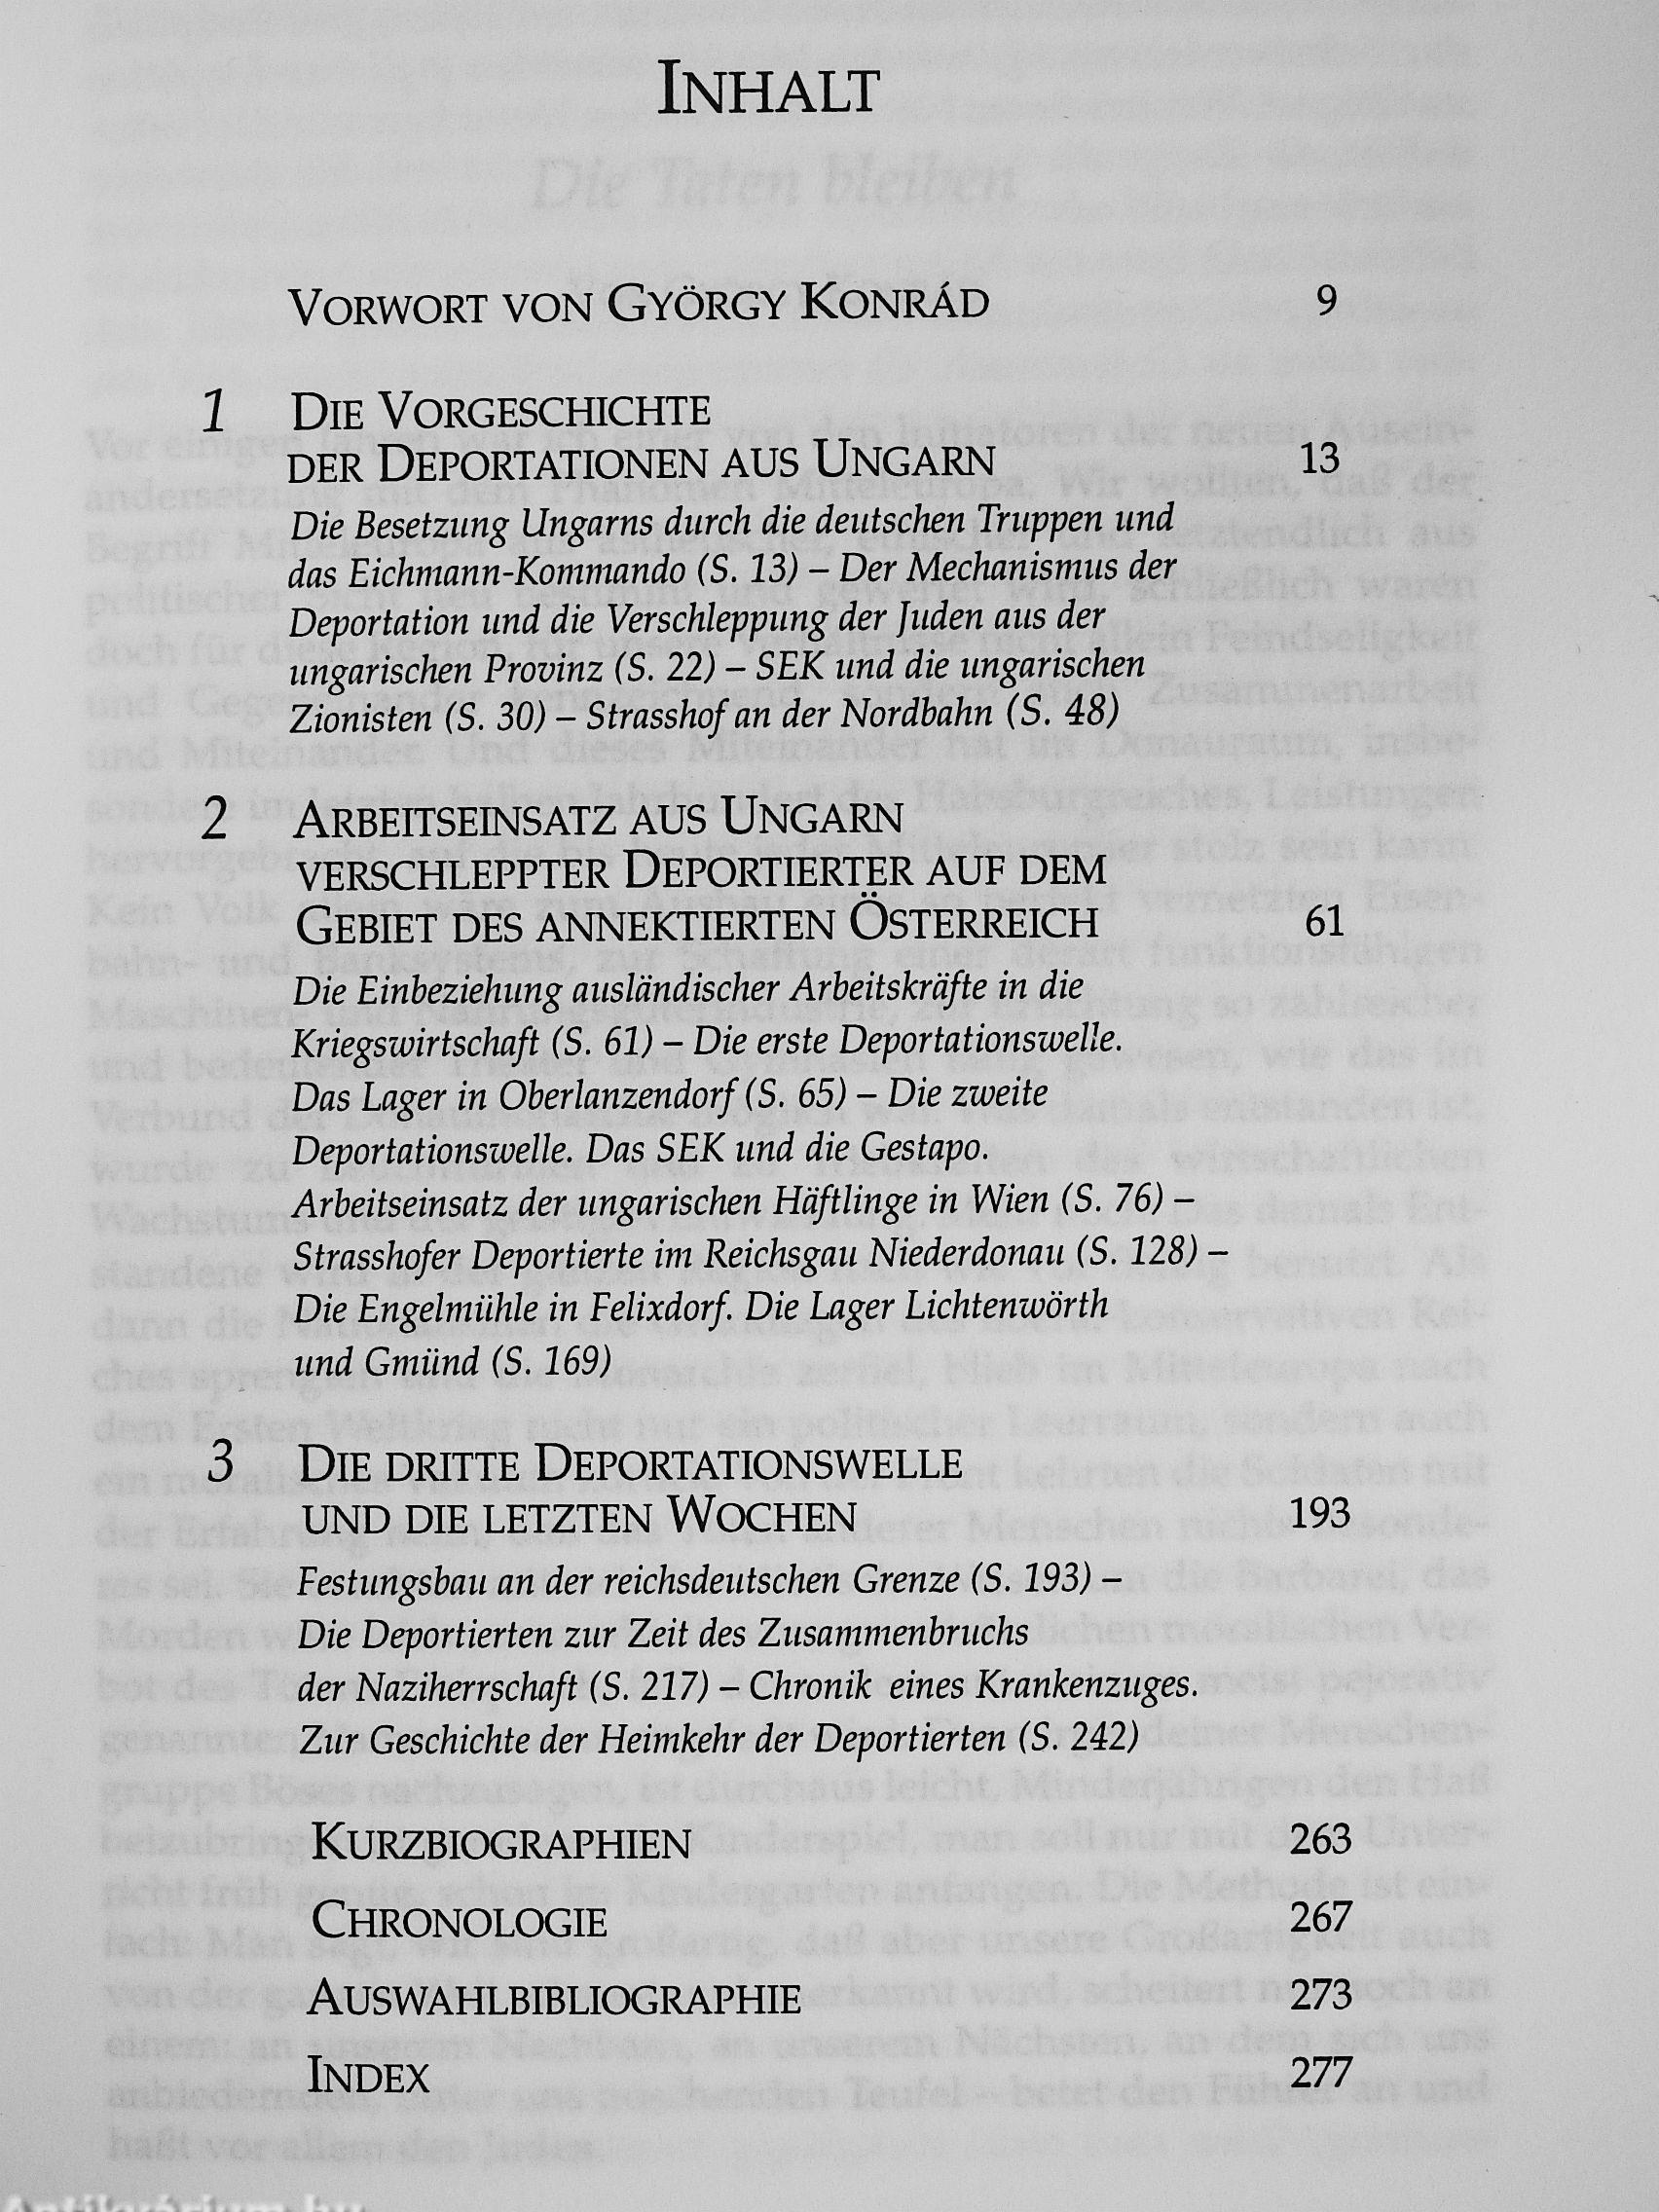 INHALT
Die Taten bleiben
VORWORT VON GYÖRGY KONRÁD 9
1 DIE VORGESCHICHTE
DER DEPORTATIONEN AUS UNGARN 13
Die Besetzung Ungarns durch die deutschen Truppen und
das Eichmann-Kommando (S. 13) – Der Mechanismus der
Deportation und die Verschleppung der Juden aus der
ungarischen Provinz (S. 22) – SEK und die ungarischen
Zionisten (S. 30) – Strasshof an der Nordbahn (S. 48)
2 ARBEITSEINSATZ AUS UNGARN
VERSCHLEPPTER DEPORTIERTER AUF DEM
GEBIET DES ANNEKTIERTEN ÖSTERREICH 61
Die Einbeziehung ausländischer Arbeitskräfte in die
Kriegswirtschaft (S. 61) – Die erste Deportationswelle.
Das Lager in Oberlanzendorf (S. 65) – Die zweite
Deportationswelle. Das SEK und die Gestapo.
Arbeitseinsatz der ungarischen Häftlinge in Wien (S. 76) –
Strasshofer Deportierte im Reichsgau Niederdonau (S. 128) –
Die Engelmühle in Felixdorf. Die Lager Lichtenwörth
und Gmünd (S. 169)
3 DIE DRITTE DEPORTATIONSWELLE
UND DIE LETZTEN WOCHEN 193
Festungsbau an der reichsdeutschen Grenze (S. 193) –
Die Deportierten zur Zeit des Zusammenbruchs
der Naziherrschaft (S. 217) – Chronik eines Krankenzuges.
Zur Geschichte der Heimkehr der Deportierten (S. 242)
KURZBIOGRAPHIEN 263
CHRONOLOGIE 267
AUSWAHLBIBLIOGRAPHIE 273
INDEX 277
Antikvárium.hu